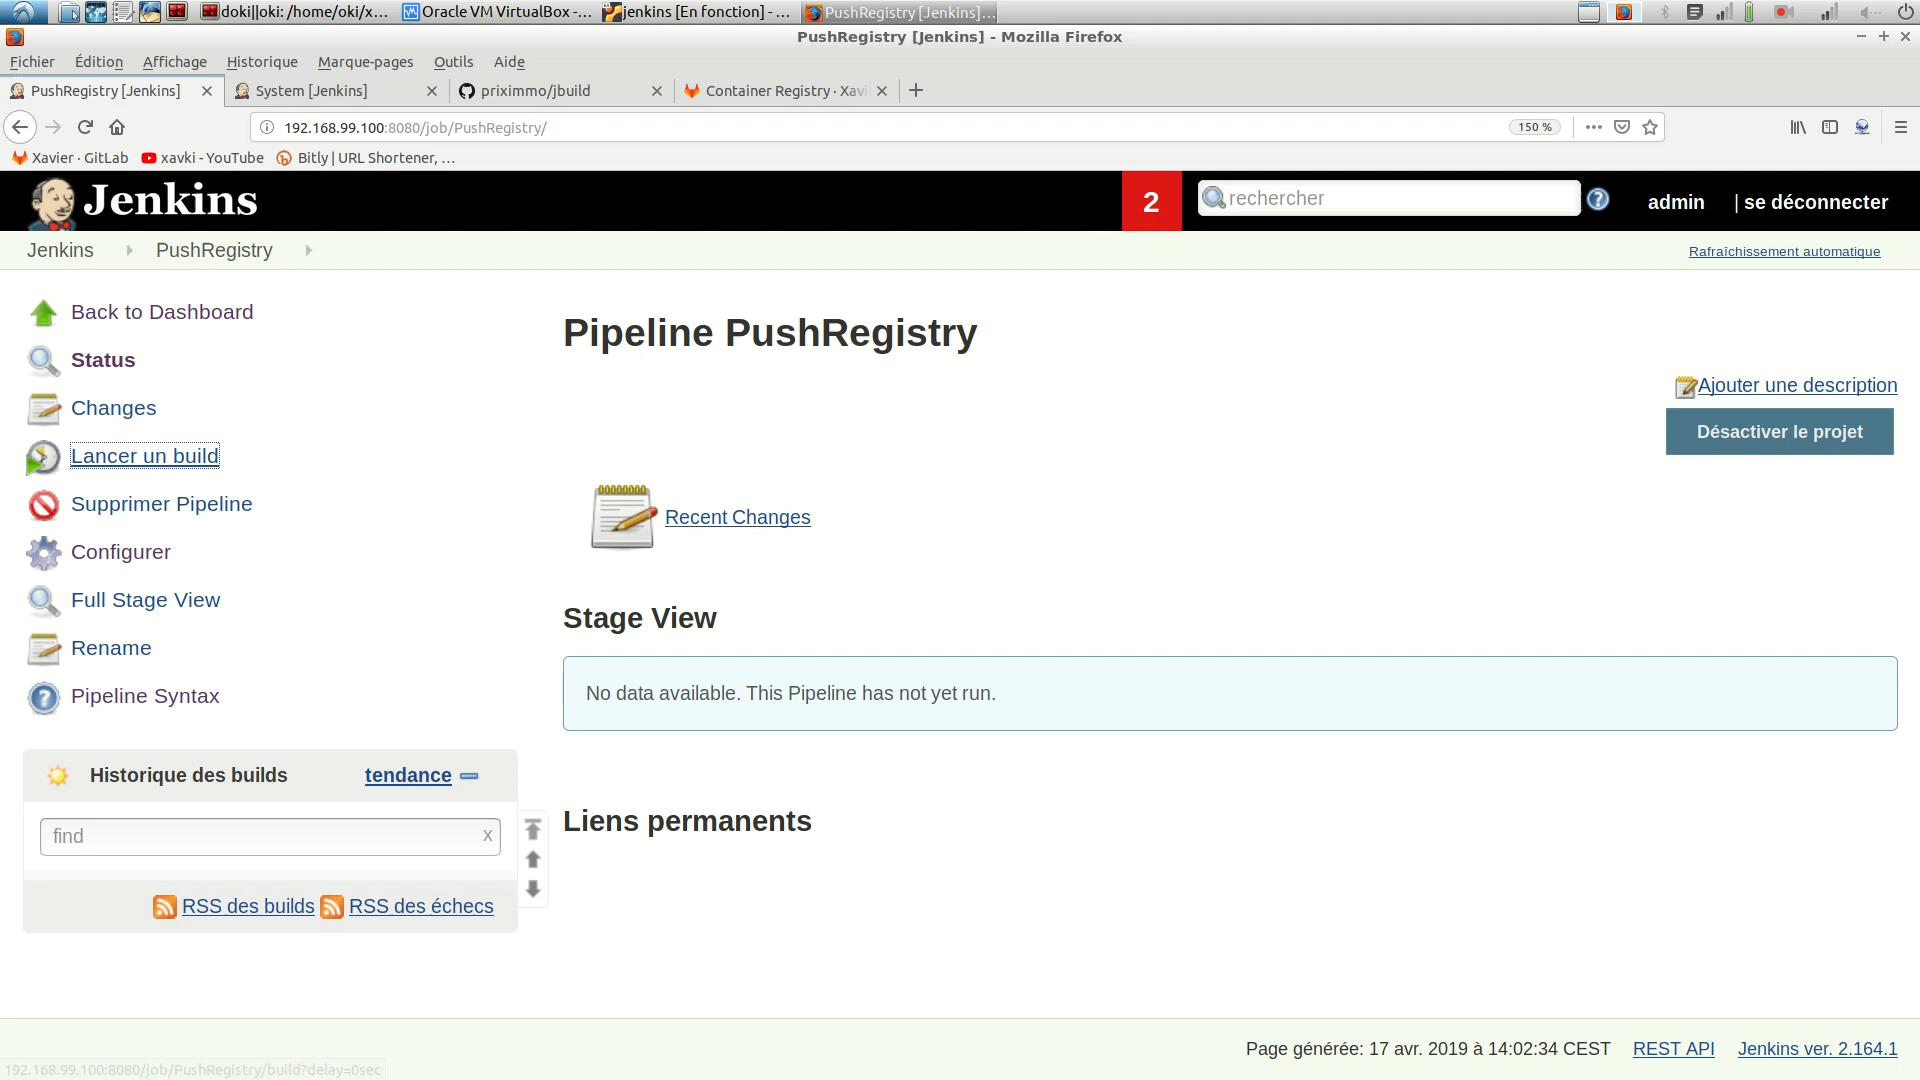 doki||oki: /home/oki/x...
Oracle VM VirtualBox -...
jenkins [En fonction] - ...
PushRegistry [Jenkins]...
PushRegistry [Jenkins] - Mozilla Firefox
Fichier Édition Affichage Historique Marque-pages Outils Aide
PushRegistry [Jenkins]
System [Jenkins]
priximmo/jbuild
Container Registry · Xavi
192.168.99.100:8080/job/PushRegistry/
150 %
Xavier · GitLab
xavki - YouTube
Bitly | URL Shortener, ...
Jenkins
2
rechercher
admin
| se déconnecter
Jenkins
PushRegistry
Rafraîchissement automatique
Back to Dashboard
Status
Changes
Lancer un build
Supprimer Pipeline
Configurer
Full Stage View
Rename
Pipeline Syntax
Historique des builds
tendance
find
x
RSS des builds
RSS des échecs
Pipeline PushRegistry
Ajouter une description
Désactiver le projet
Recent Changes
Stage View
No data available. This Pipeline has not yet run.
Liens permanents
Page générée: 17 avr. 2019 à 14:02:34 CEST
REST API
Jenkins ver. 2.164.1
192.168.99.100:8080/job/PushRegistry/build?delay=0sec